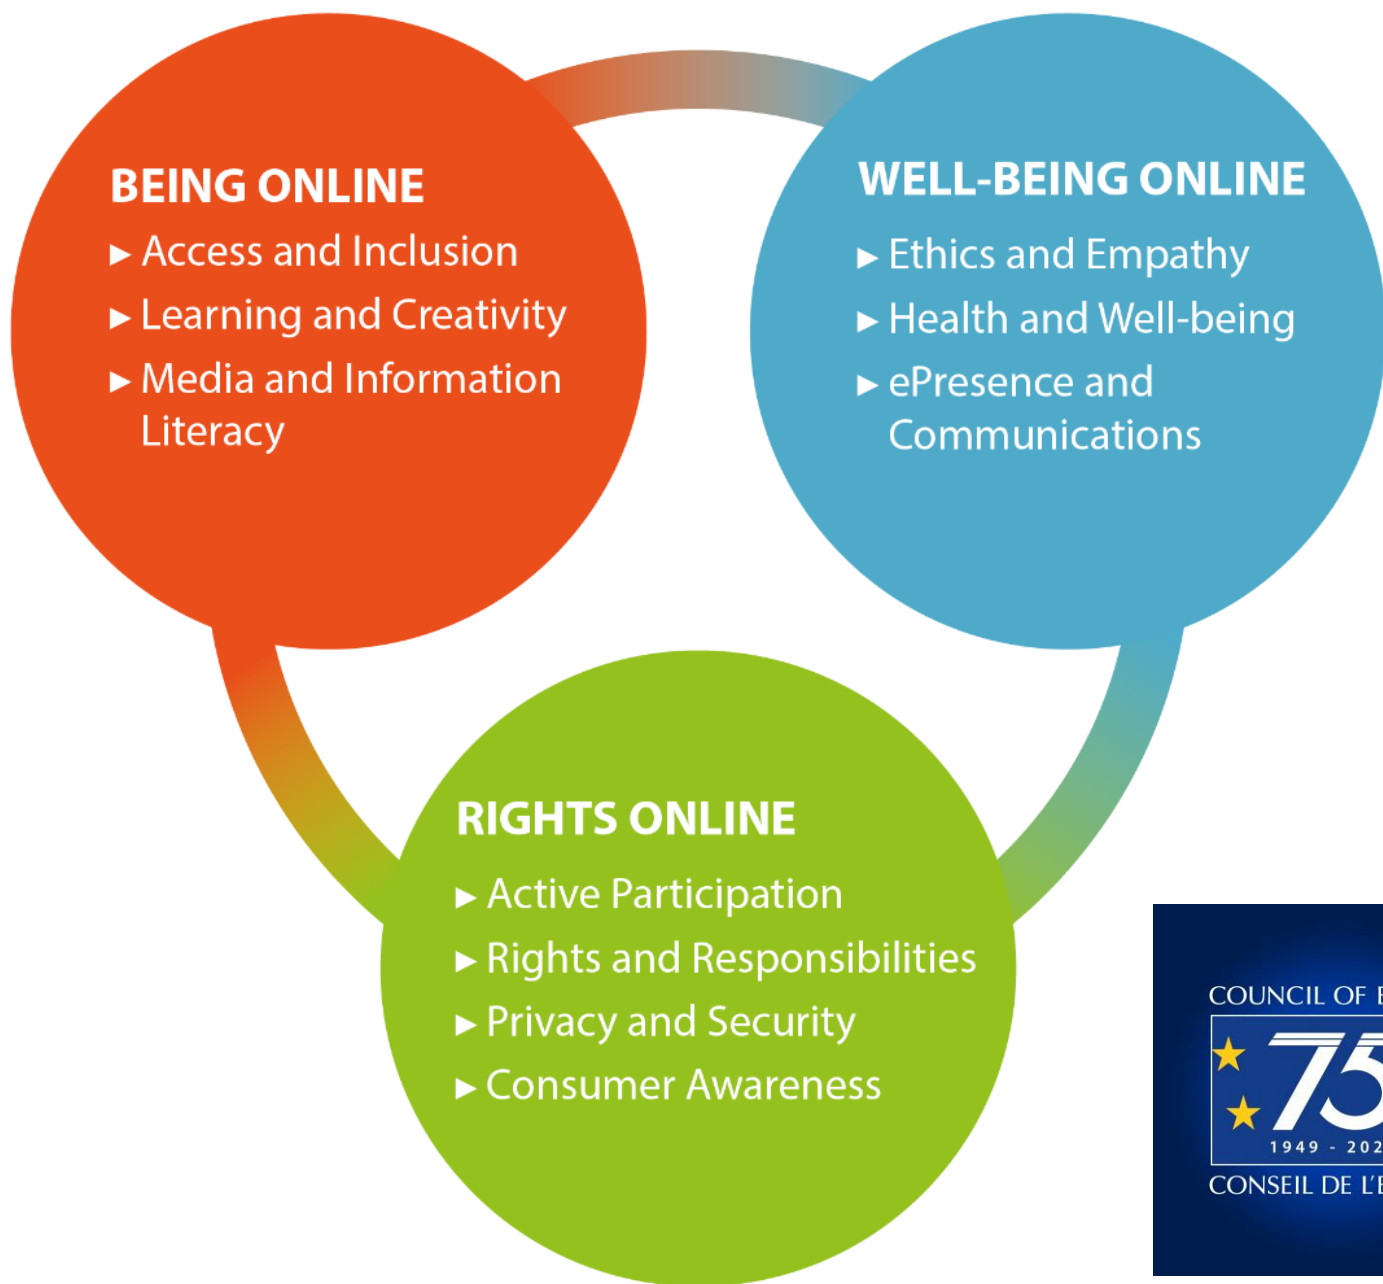 BEING ONLINE
▸ Access and Inclusion
▸ Learning and Creativity
▸ Media and Information
Literacy
WELL-BEING ONLINE
▸ Ethics and Empathy
▸ Health and Well-being
▸ ePresence and
Communications
RIGHTS ONLINE
▸ Active Participation
▸ Rights and Responsibilities
▸ Privacy and Security
▸ Consumer Awareness
COUNCIL OF
75
1949 -
CONSEIL DE